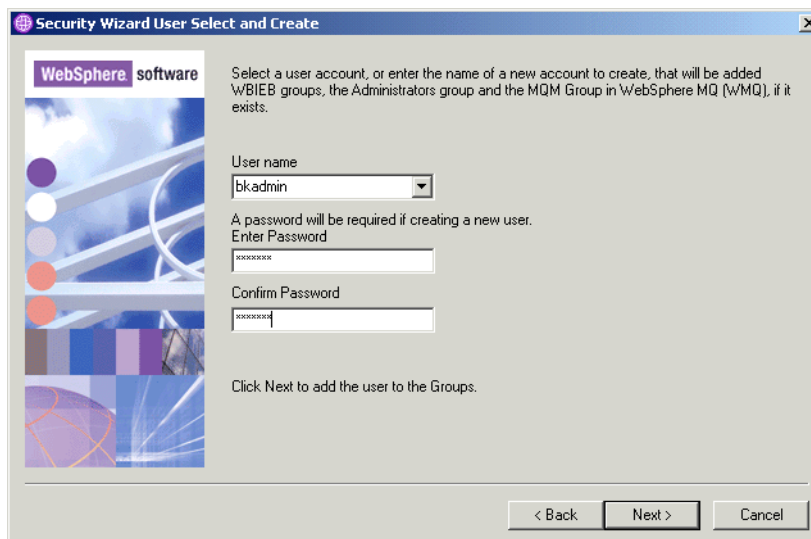 Security Wizard User Select and Create
WebSphere software
Select a user account, or enter the name of a new account to create, that will be added
WBIEB groups, the Administrators group and the MQM Group in WebSphere MQ (WMQ), if it
exists.
User name
bkadmin
A password will be required if creating a new user.
Enter Password
*******
Confirm Password
*******
Click Next to add the user to the Groups.
< Back
Next >
Cancel